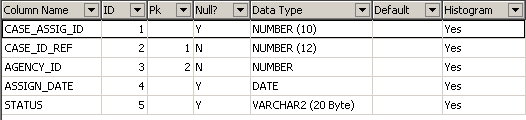 Column Name ID Pk Null? Data Type Default Histogram
CASE_ASSIG_ID 1 Y NUMBER (10) Yes
CASE_ID_REF 2 1 N NUMBER (12) Yes
AGENCY_ID 3 2 N NUMBER Yes
ASSIGN_DATE 4 Y DATE Yes
STATUS 5 Y VARCHAR2 (20 Byte) Yes